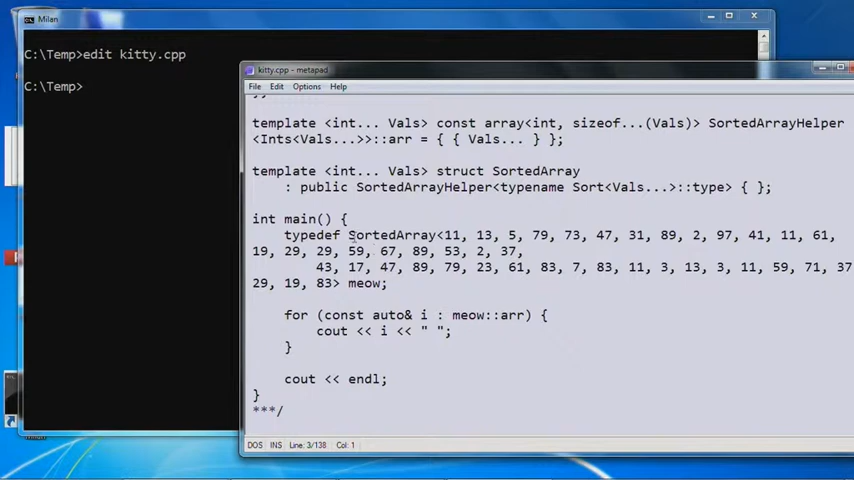 Milan
C:\Temp>edit kitty.cpp
C:\Temp>
kitty.cpp - metapad
File Edit Options Help
template <int... Vals> const array<int, sizeof...(Vals)> SortedArrayHelper
<Ints<Vals...>>::arr = { { Vals... } };
template <int... Vals> struct SortedArray
: public SortedArrayHelper<typename Sort<Vals...>::type> { };
int main() {
typedef SortedArray<11, 13, 5, 79, 73, 47, 31, 89, 2, 97, 41, 11, 61,
19, 29, 29, 59, 67, 89, 53, 2, 37,
43, 17, 47, 89, 79, 23, 61, 83, 7, 83, 11, 3, 13, 3, 11, 59, 71, 37
29, 19, 83> meow;
for (const auto& i : meow::arr) {
cout << i << " ";
}
cout << endl;
}
***/
DOS INS Line: 3/138 Col: 1